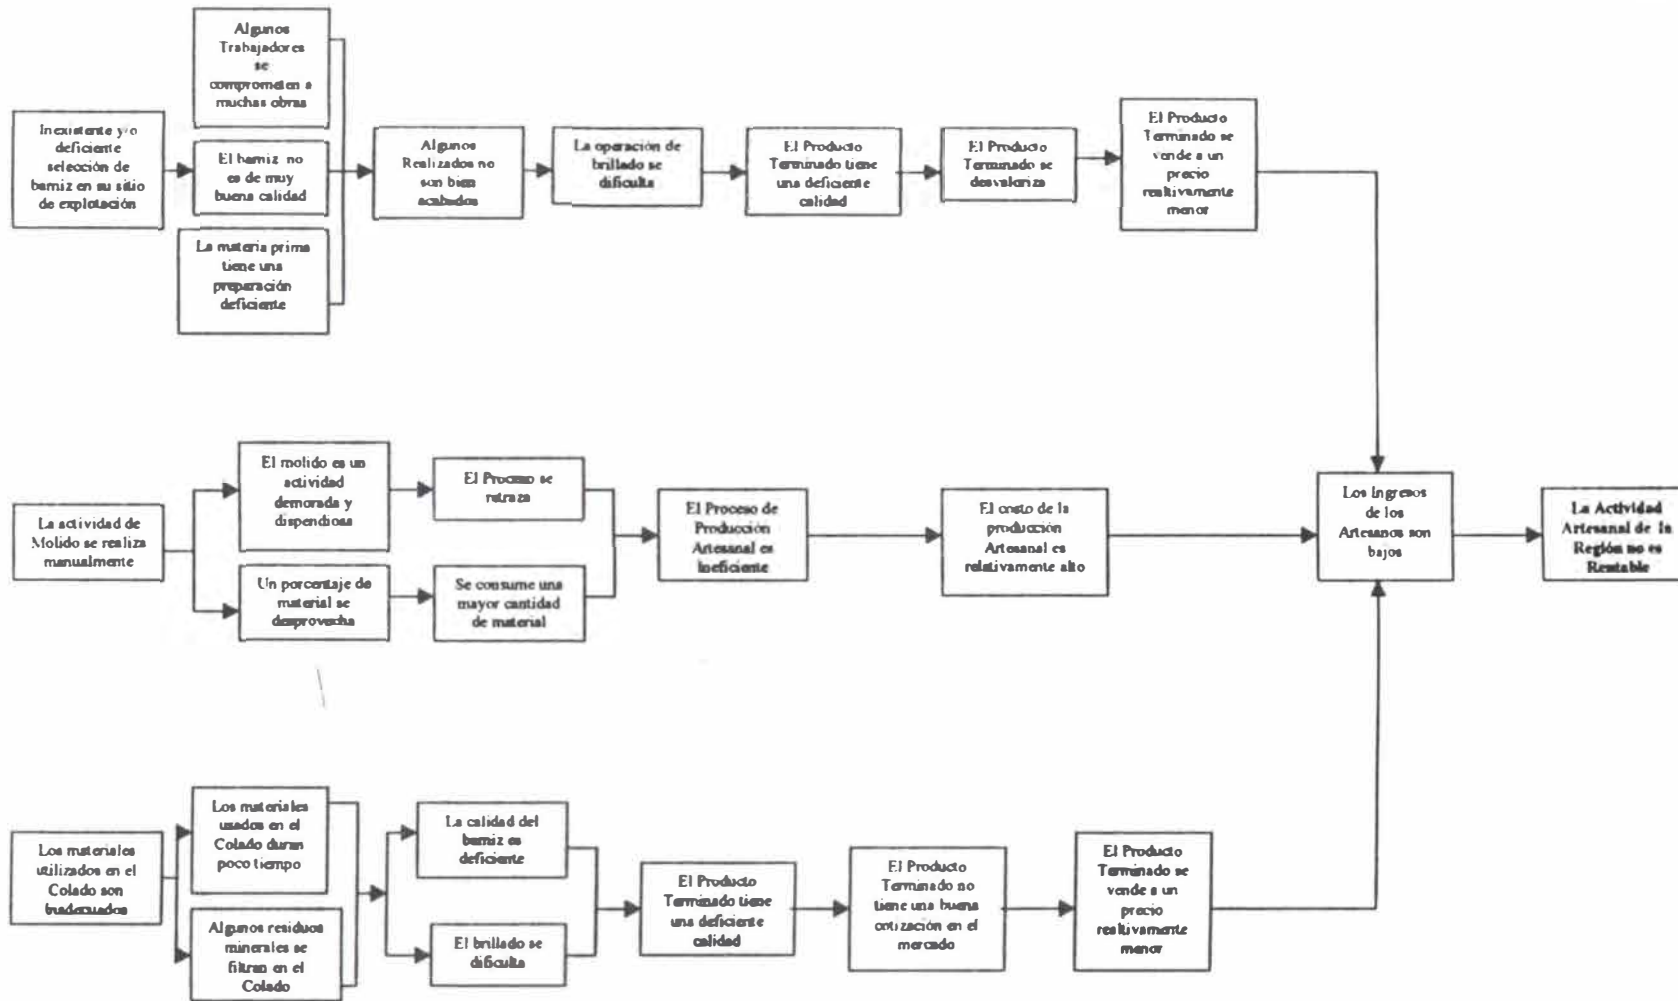 Algunos
Trabajadores
se
comprometen a
muchas obras
Inexistente y/o
deficiente
selección de
barniz en su sitio
de explotación
El barniz no
es de muy
buena calidad
La materia prima
tiene una
preparación
deficiente
Algunos
Realizados no
son bien
acabados
La operación de
brillado se
dificulta
El Producto
Terminado tiene
una deficiente
calidad
El Producto
Terminado se
desvaloriza
El Producto
Terminado se
vende a un
precio
realtivamente
menor
La actividad de
Molido se realiza
manualmente
El molido es un
actividad
demorada y
dispendiosa
Un porcentaje de
material se
desprovecha
El Proceso se
retraza
Se consume una
mayor cantidad
de material
El Proceso de
Producción
Artesanal es
Ineficiente
El costo de la
producción
Artesanal es
relativamente alto
Los Ingresos
de los
Artesanos son
bajos
La Actividad
Artesanal de la
Región no es
Rentable
Los materiales
utilizados en el
Colado son
Inadecuados
Los materiales
usados en el
Colado duran
poco tiempo
Algunos residuos
minerales se
filtran en el
Colado
La calidad del
barniz es
deficiente
El brillado se
dificulta
El Producto
Terminado tiene
una deficiente
calidad
El Producto
Terminado no
tiene una buena
cotización en el
mercado
El Producto
Terminado se
vende a un
precio
realtivamente
menor